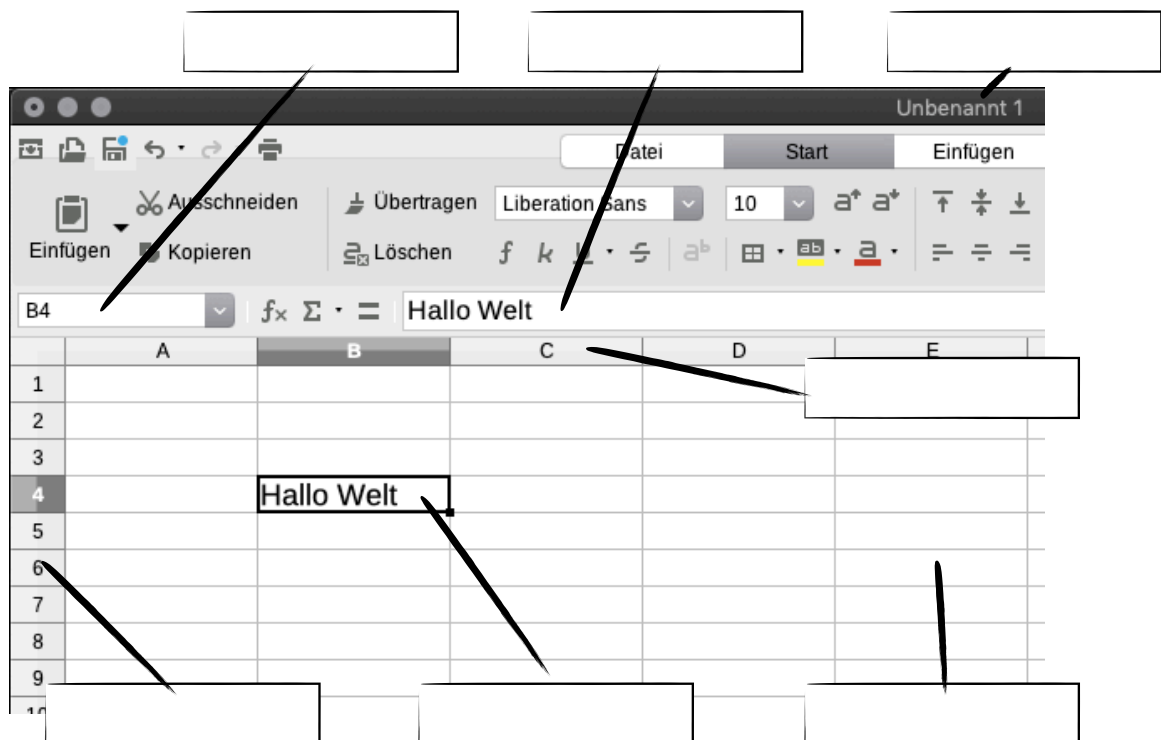 Unbenannt 1
Datei Start Einfügen
Ausschneiden Übertragen Liberation Sans 10
Einfügen Kopieren Löschen
B4 Hallo Welt
A B C D E
1
2
3
4 Hallo Welt
5
6
7
8
9
10